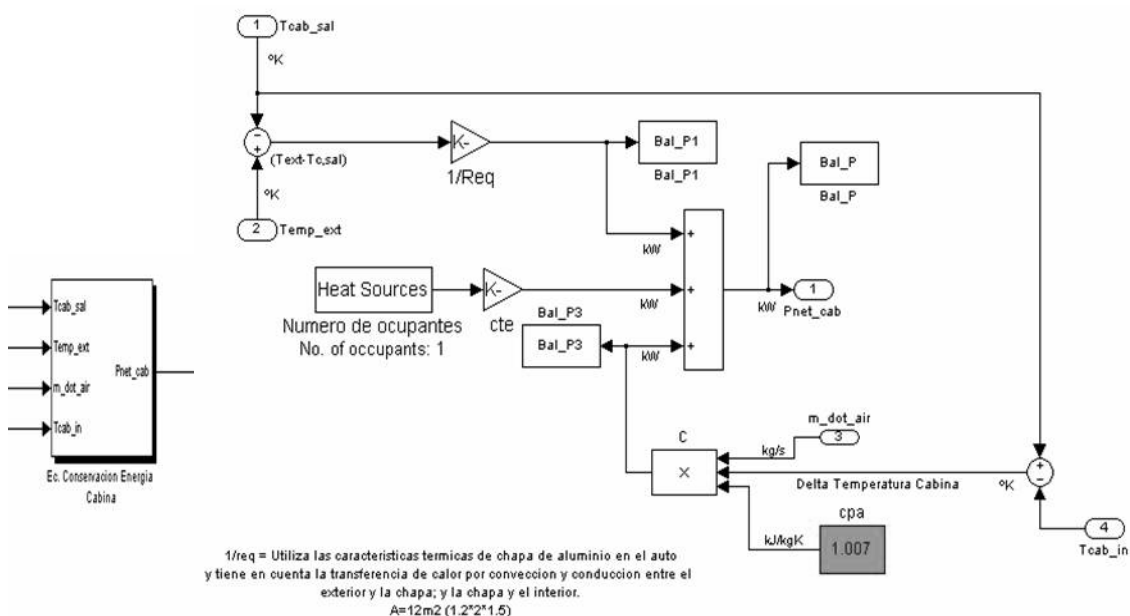 1
Tcab_sal
ºK
-
+
(Text-Tc,sal)
K-
1/Req
Bal_P1
Bal_P1
Bal_P
Bal_P
ºK
2
Temp_ext
+
kW
Heat Sources
K-
cte
+
1
kW
Pnet_cab
Numero de ocupantes
No. of occupants: 1
Bal_P3
Bal_P3
+
kW
Tcab_sal
Temp_ext
m_dot_air
Tcab_in
Pnet_cab
Ec. Conservacion Energia
Cabina
C
X
m_dot_air
3
kg/s
Delta Temperatura Cabina
ºK
+
-
cpa
1.007
kJ/kgK
4
Tcab_in
1/req = Utiliza las caracteristicas termicas de chapa de aluminio en el auto
y tiene en cuenta la transferencia de calor por conveccion y conduccion entre el
exterior y la chapa; y la chapa y el interior.
A=12m2 (1.2*2*1.5)